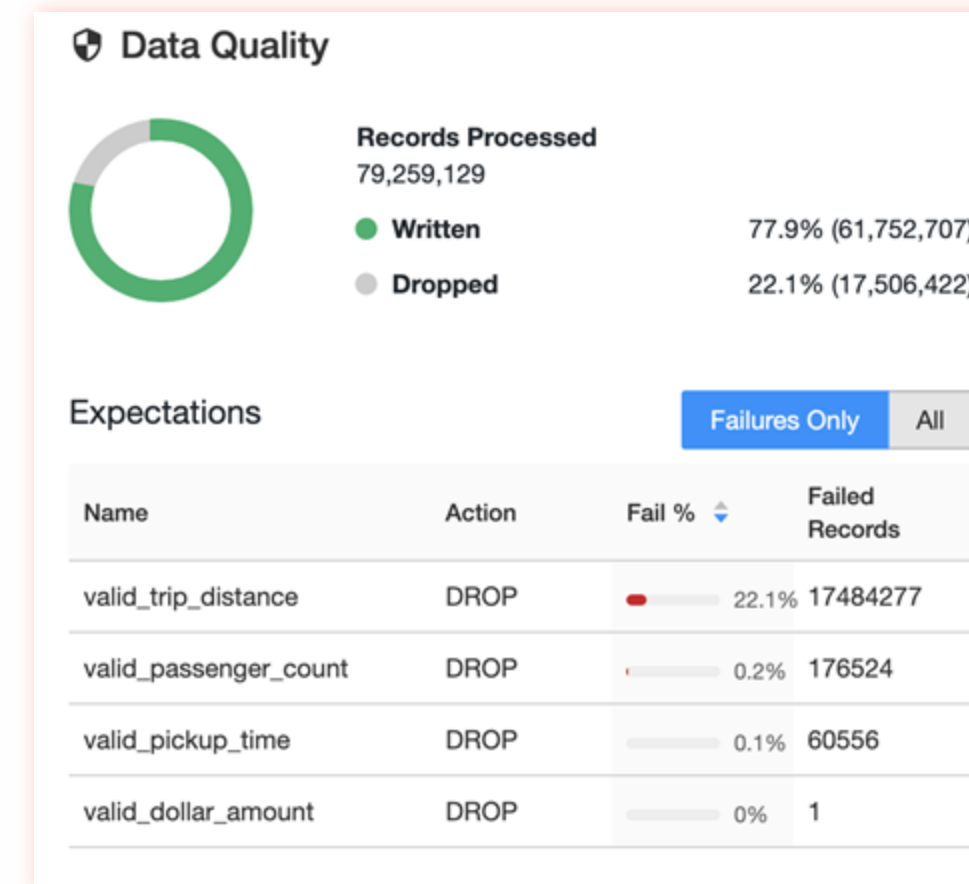 Data Quality
Records Processed
79,259,129
Written 77.9% (61,752,707)
Dropped 22.1% (17,506,422)
Expectations Failures Only All
Name Action Fail % Failed Records
valid_trip_distance DROP 22.1% 17484277
valid_passenger_count DROP 0.2% 176524
valid_pickup_time DROP 0.1% 60556
valid_dollar_amount DROP 0% 1